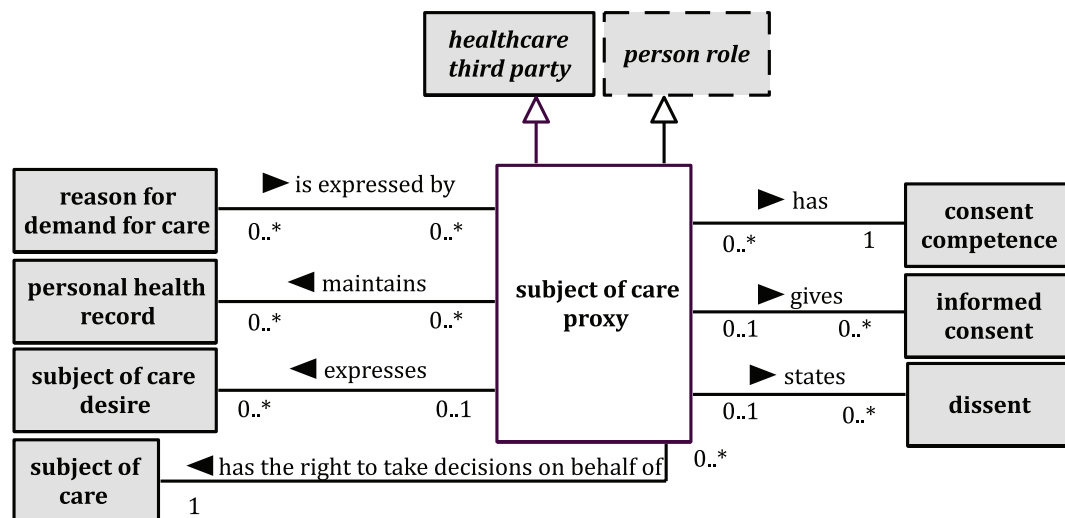 healthcare
third party
person role
reason for
demand for care
► is expressed by
0..*
0..*
personal health
record
◄ maintains
0..*
0..*
subject of care
desire
◄ expresses
0..*
0..1
subject of
care
◄ has the right to take decisions on behalf of
1
0..*
subject of care
proxy
► has
0..*
1
consent
competence
► gives
0..1
0..*
informed
consent
► states
0..1
0..*
dissent